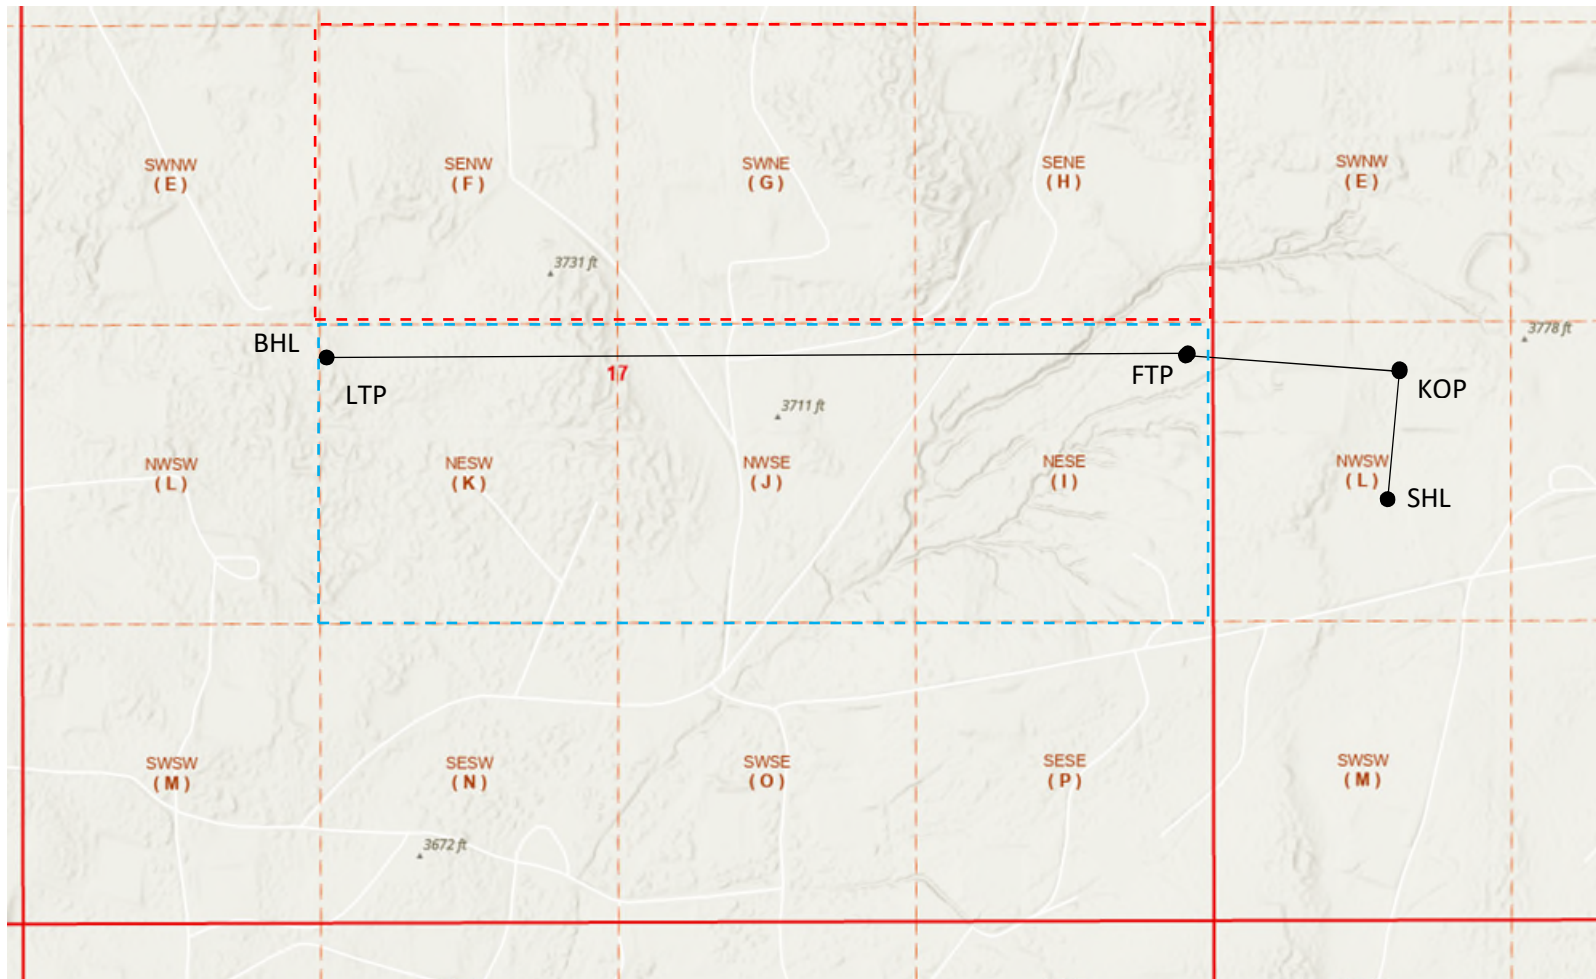 SWNW
( E )
SENW
( F )
SWNE
( G )
SENE
( H )
SWNW
( E )
3731 ft
3778 ft
BHL
LTP
17
FTP
KOP
3711 ft
NWSW
( L )
NESW
( K )
NWSE
( J )
NESE
( I )
NWSW
( L )
SHL
SWSW
( M )
SESW
( N )
SWSE
( O )
SESE
( P )
SWSW
( M )
3672 ft